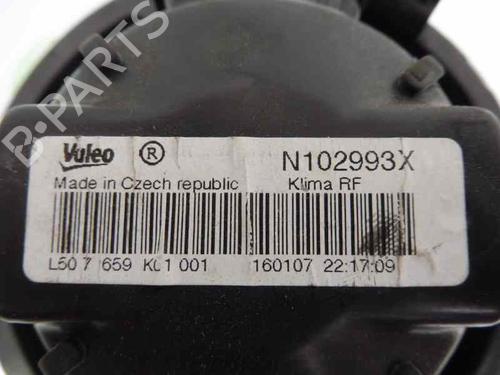 B-PARTS
Valeo ® N102993X
Made in Czech republic Klima RF
L50 7 659 K01 001 160107 22:17:09